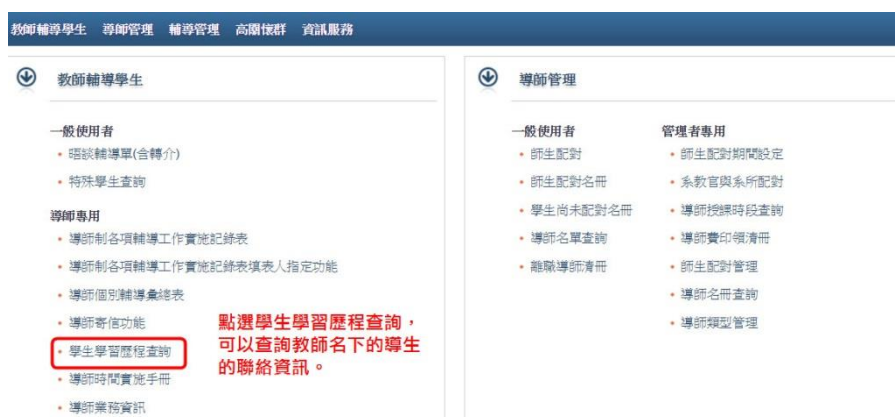 教師輔導學生 導師管理 輔導管理 高關懷群 資訊服務
教師輔導學生
一般使用者
• 晤談輔導單(含轉介)
• 特殊學生查詢
導師專用
• 導師制各項輔導工作實施記錄表
• 導師制各項輔導工作實施記錄表填表人指定功能
• 導師個別輔導彙總表
• 導師寄信功能
• 學生學習歷程查詢
• 導師時間實施手冊
• 導師業務資訊
點選學生學習歷程查詢，
可以查詢教師名下的導生
的聯絡資訊。
導師管理
一般使用者
• 師生配對
• 師生配對名冊
• 學生尚未配對名冊
• 導師名單查詢
• 離職導師清冊
管理者專用
• 師生配對期間設定
• 系教官與系所配對
• 導師授課時段查詢
• 導師費印領清冊
• 師生配對管理
• 導師名冊查詢
• 導師類型管理